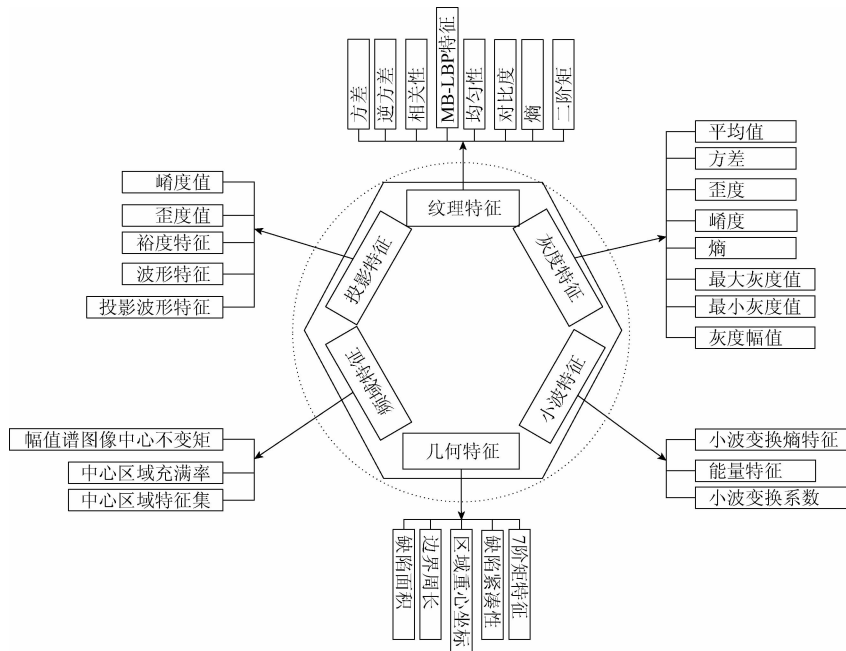 方差
逆方差
相关性
MB-LBP特征
均匀性
对比度
熵
二阶矩
纹理特征
投影特征
灰度特征
频域特征
小波特征
几何特征
峭度值
歪度值
裕度特征
波形特征
投影波形特征
平均值
方差
歪度
峭度
熵
最大灰度值
最小灰度值
灰度幅值
幅值谱图像中心不变矩
中心区域充满率
中心区域特征集
小波变换熵特征
能量特征
小波变换系数
缺陷面积
边界周长
区域重心坐标
缺陷紧凑性
7阶矩特征